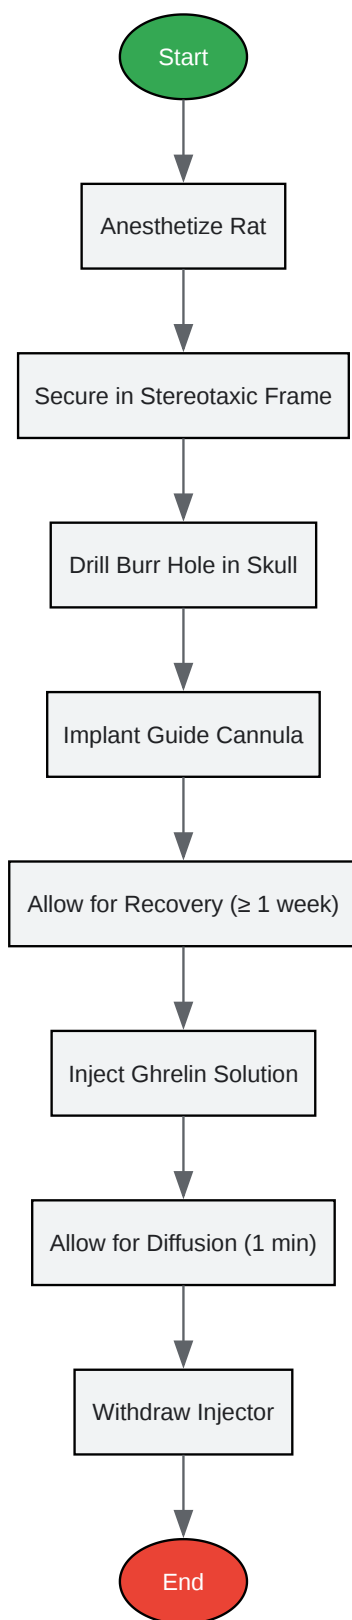 Start
Anesthetize Rat
Secure in Stereotaxic Frame
Drill Burr Hole in Skull
Implant Guide Cannula
Allow for Recovery (≥ 1 week)
Inject Ghrelin Solution
Allow for Diffusion (1 min)
Withdraw Injector
End